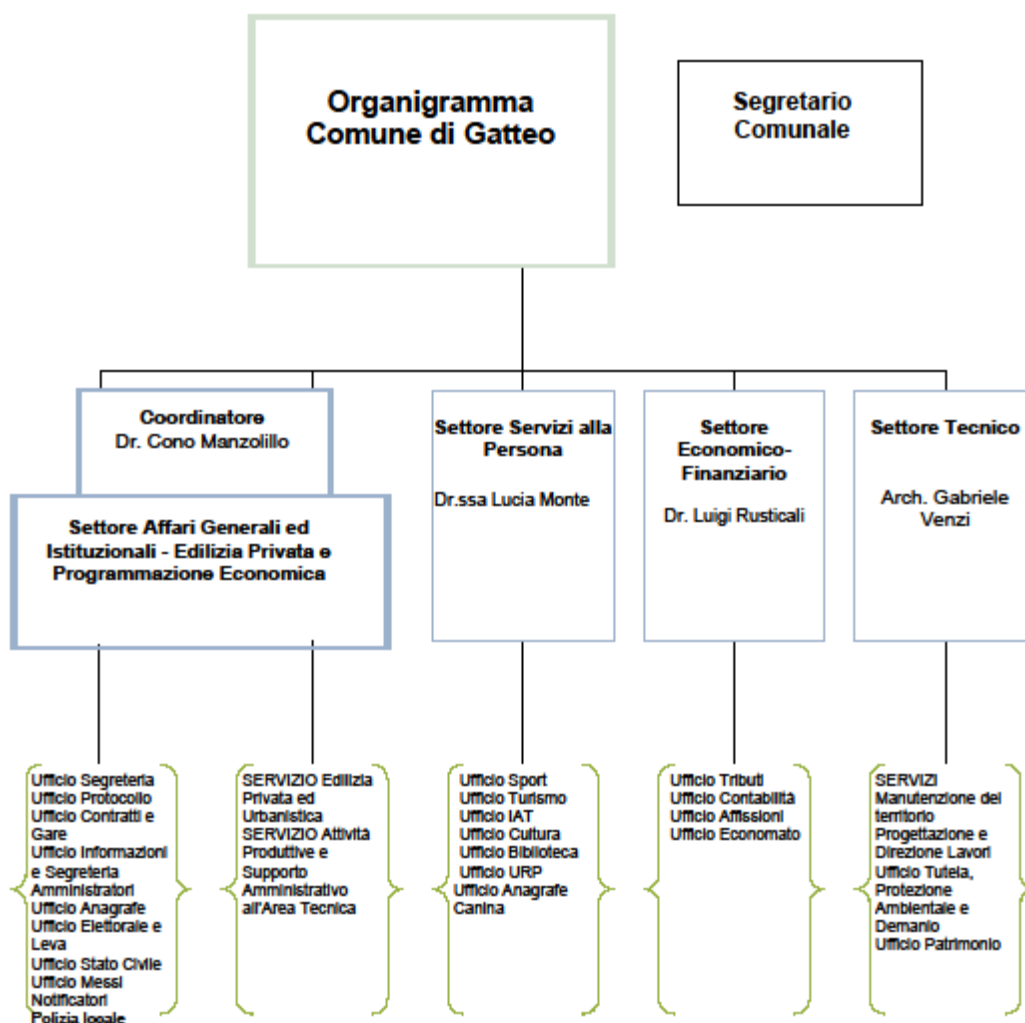 Organigramma
Comune di Gatteo
Segretario
Comunale
Coordinatore
Dr. Cono Manzolillo
Settore Affari Generali ed
Istituzionali - Edilizia Privata e
Programmazione Economica
Settore Servizi alla
Persona
Dr.ssa Lucia Monte
Settore
Economico-
Finanziario
Dr. Luigi Rusticali
Settore Tecnico
Arch. Gabriele
Venzi
Ufficio Segreteria
Ufficio Protocollo
Ufficio Contratti e
Gare
Ufficio Informazioni
e Segreteria
Amministratori
Ufficio Anagrafe
Ufficio Elettorale e
Leva
Ufficio Stato Civile
Ufficio Messi
Notificatori
Polizia locale
SERVIZIO Edilizia
Privata ed
Urbanistica
SERVIZIO Attività
Produttive e
Supporto
Amministrativo
all'Area Tecnica
Ufficio Sport
Ufficio Turismo
Ufficio IAT
Ufficio Cultura
Ufficio Biblioteca
Ufficio URP
Ufficio Anagrafe
Canina
Ufficio Tributi
Ufficio Contabilità
Ufficio Affissioni
Ufficio Economato
SERVIZI
Manutenzione del
territorio
Progettazione e
Direzione Lavori
Ufficio Tutela,
Protezione
Ambientale e
Demanio
Ufficio Patrimonio